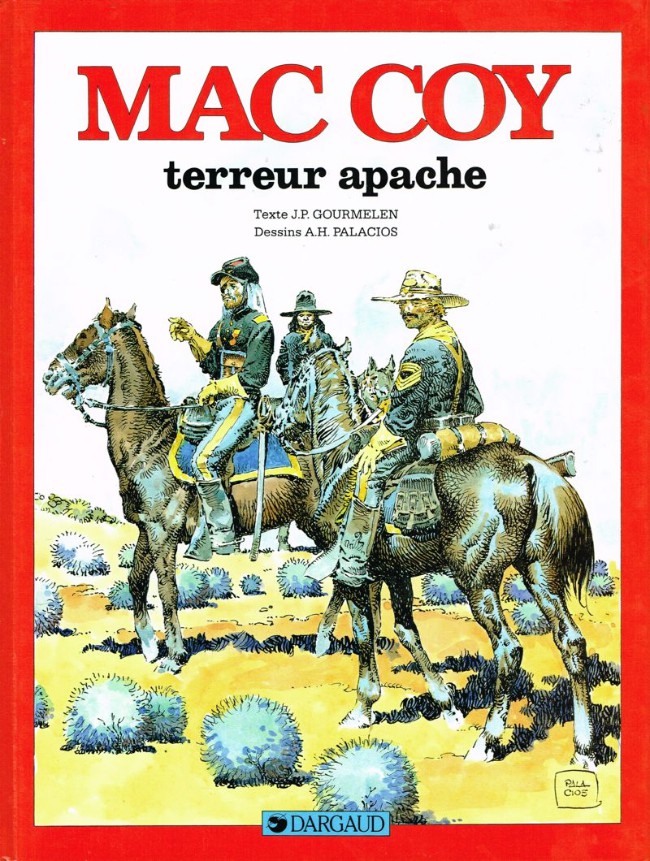 MAC COY
terreur apache
Texte J.P. GOURMELEN
Dessins A.H. PALACIOS
PALA
CIOS
DARGAUD